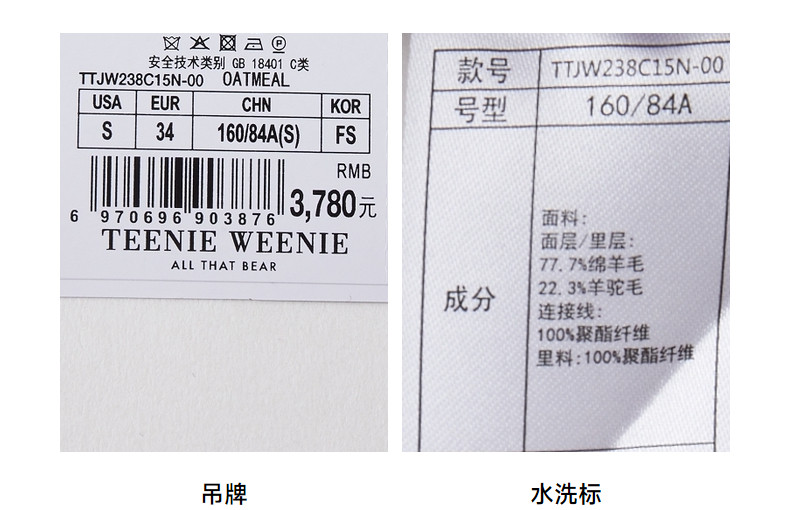 安全技术类别 GB 18401 C类
TTJW238C15N-00 OATMEAL
USA EUR CHN KOR
S 34 160/84A(S) FS
RMB
3,780元
6 970696 903876
TEENIE WEENIE
ALL THAT BEAR
吊牌
款号 TTJW238C15N-00
号型 160/84A
成分
面料:
面层/里层:
77.7%绵羊毛
22.3%羊驼毛
连接线:
100%聚酯纤维
里料:100%聚酯纤维
水洗标